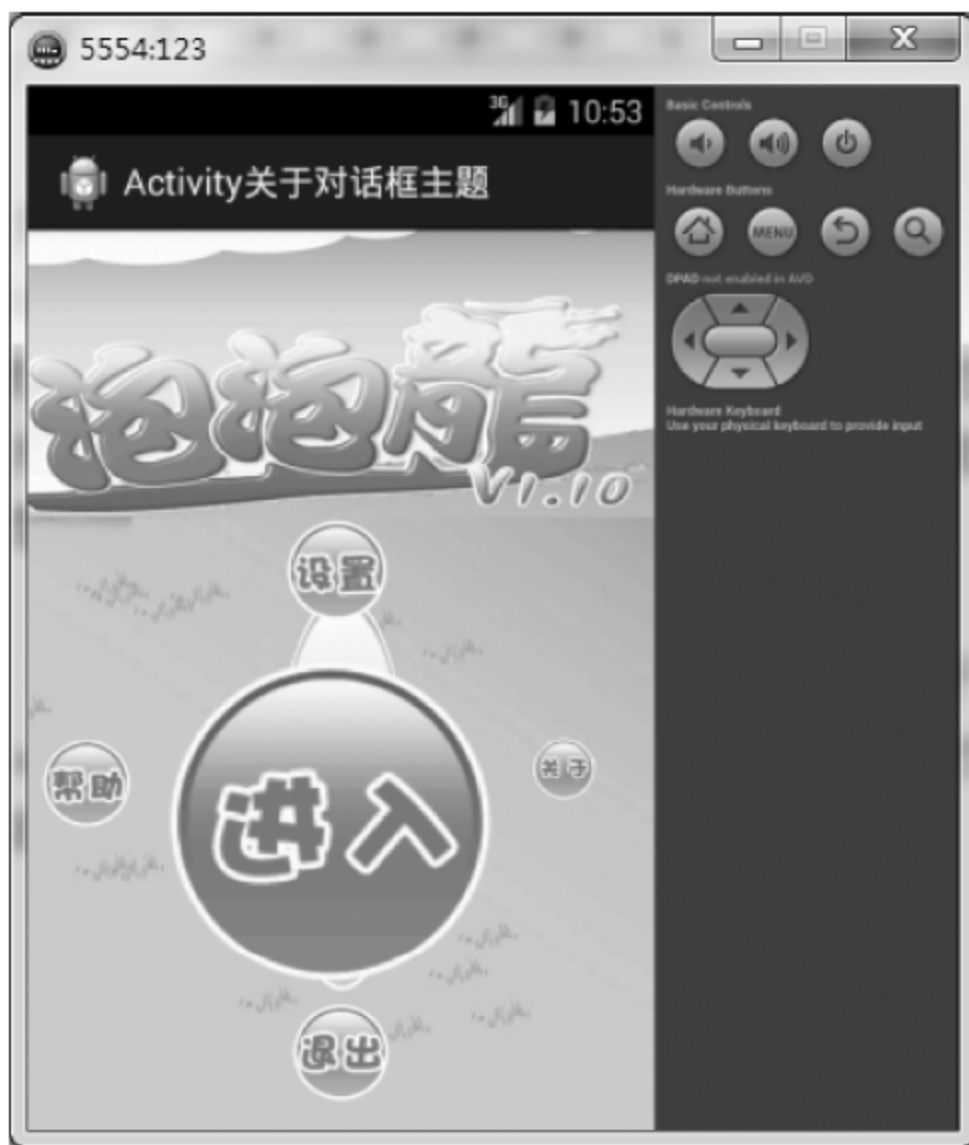 5554:123
3G 10:53
Activity关于对话框主题
泡泡龍
V1.10
设置
帮助
进入
关于
退出
Basic Controls
Hardware Buttons
MENU
DPAD not enabled in AVD
Hardware Keyboard
Use your physical keyboard to provide input